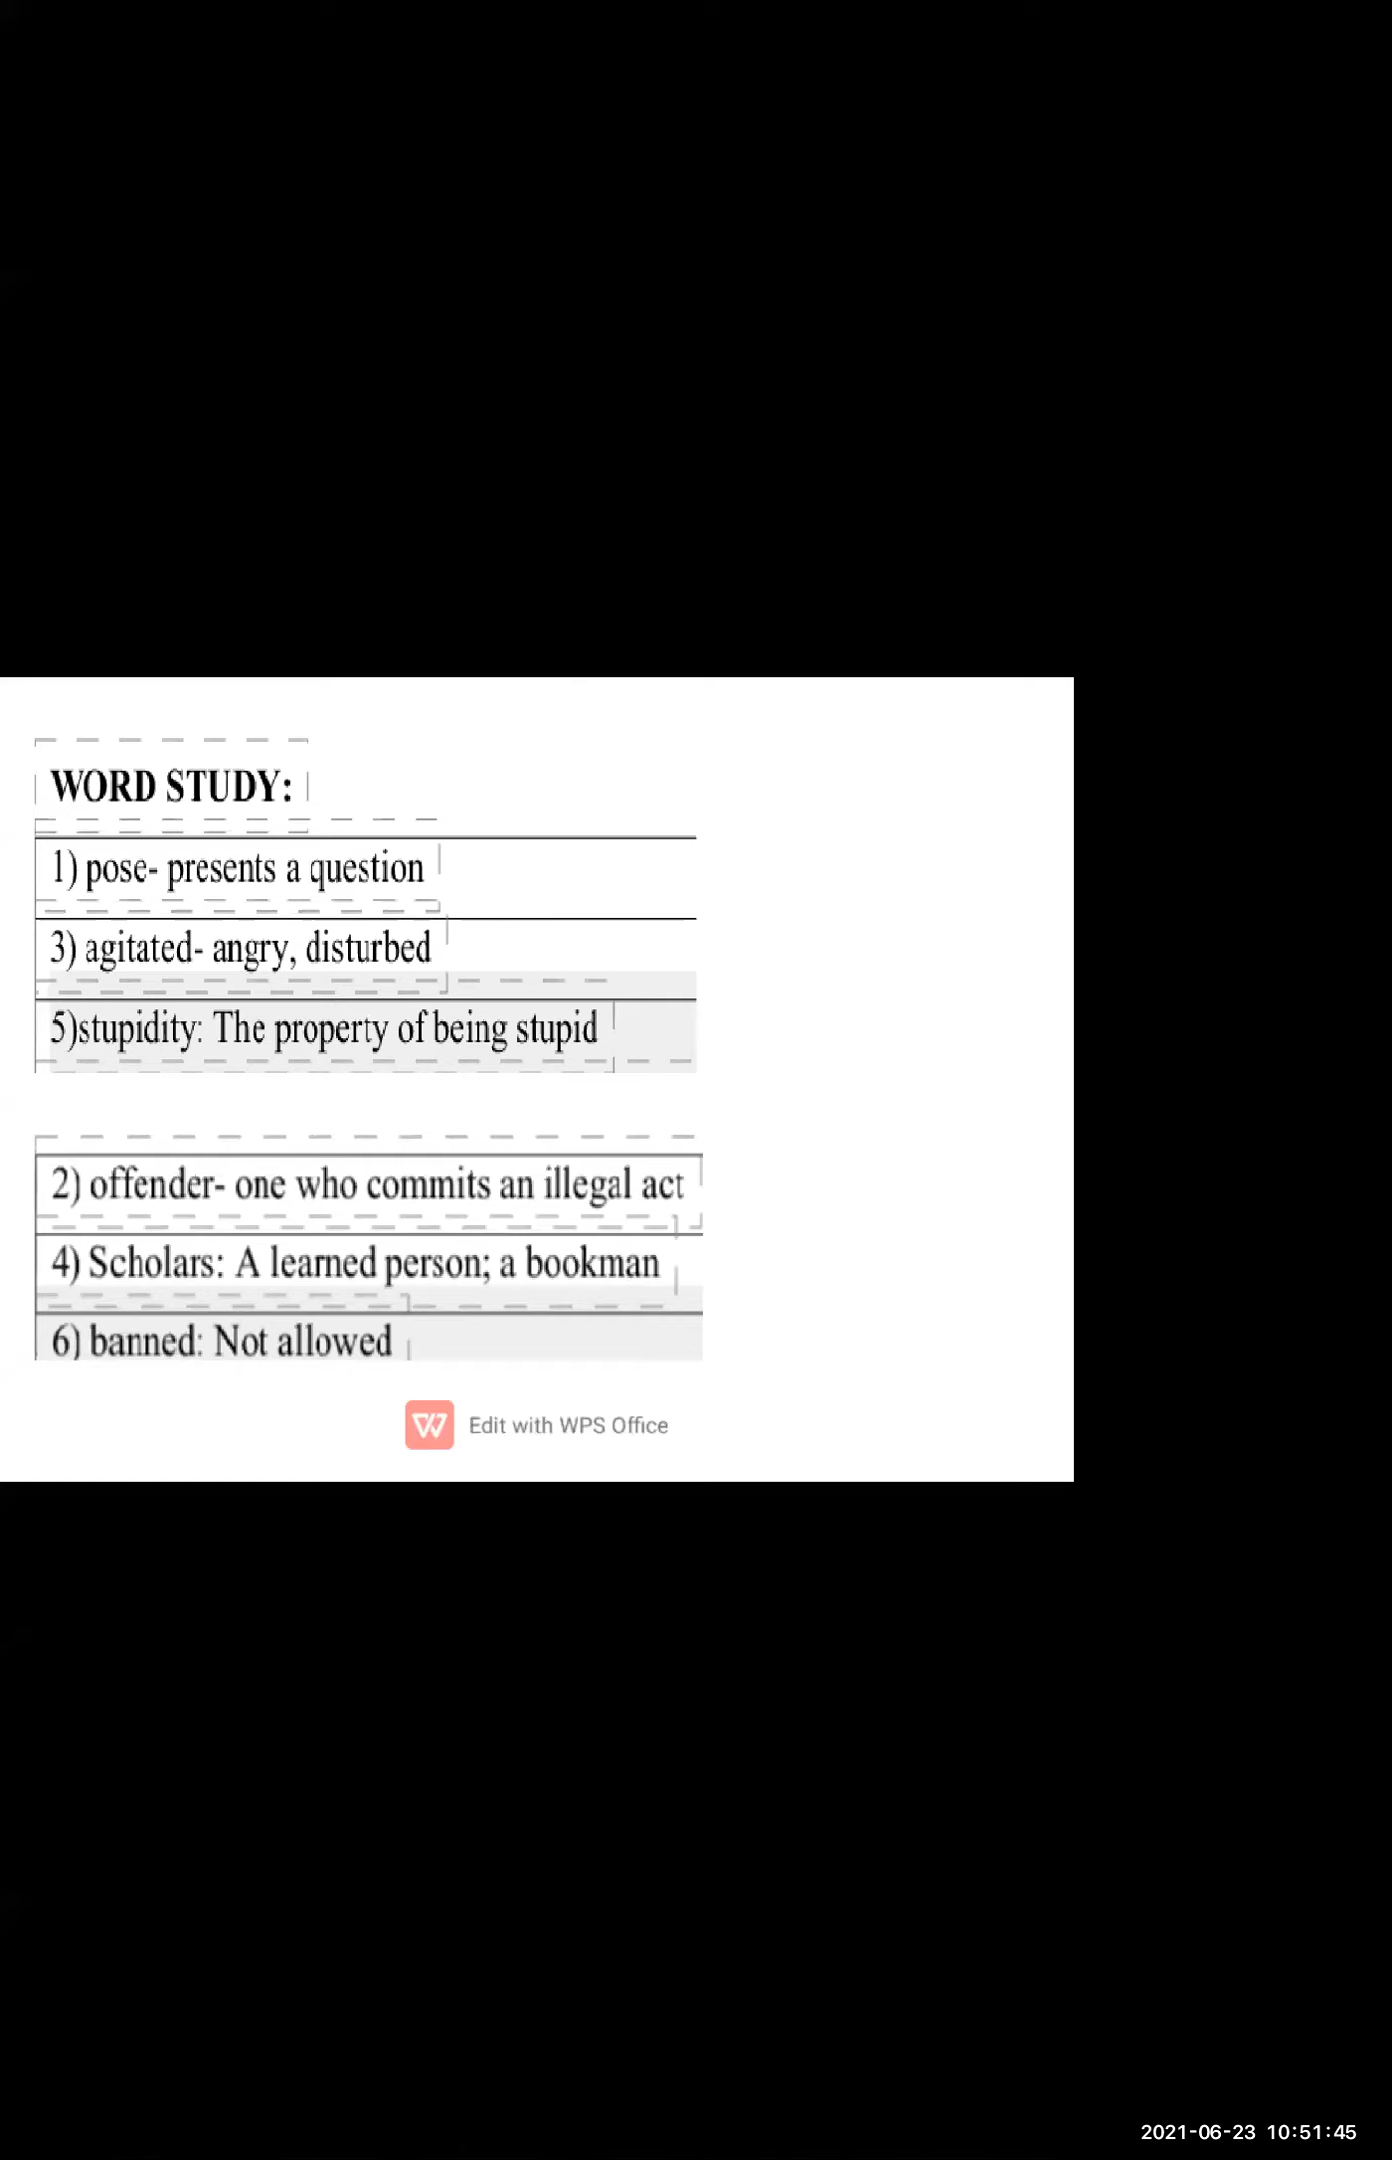 WORD STUDY:
1) pose- presents a question
3) agitated- angry, disturbed
5)stupidity: The property of being stupid
2) offender- one who commits an illegal act
4) Scholars: A learned person; a bookman
6) banned: Not allowed
Edit with WPS Office
2021-06-23 10:51:45